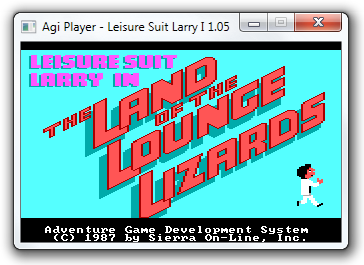 Agi Player - Leisure Suit Larry I 1.05
LEISURE SUIT
LARRY IN
THE LAND
OF THE
LOUNGE
LIZARDS
Adventure Game Development System
(C) 1987 by Sierra On-Line, Inc.